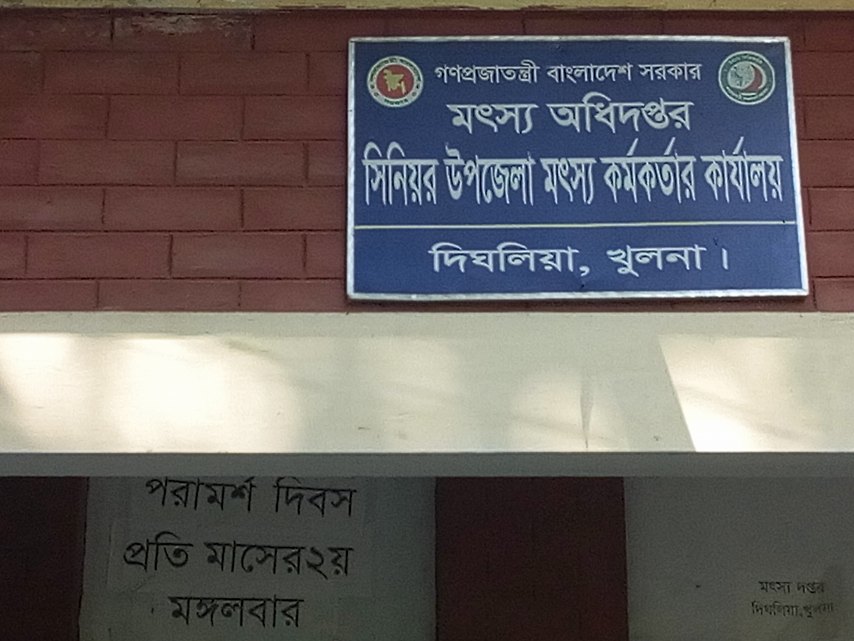 গণপ্রজাতন্ত্রী বাংলাদেশ সরকার
মৎস্য অধিদপ্তর
সিনিয়র উপজেলা মৎস্য কর্মকর্তার কার্যালয়
দিঘলিয়া, খুলনা।
পরামর্শ দিবস
প্রতি মাসের২য়
মঙ্গলবার
মৎস্য দপ্তর
দিঘলিয়া,খুলনা